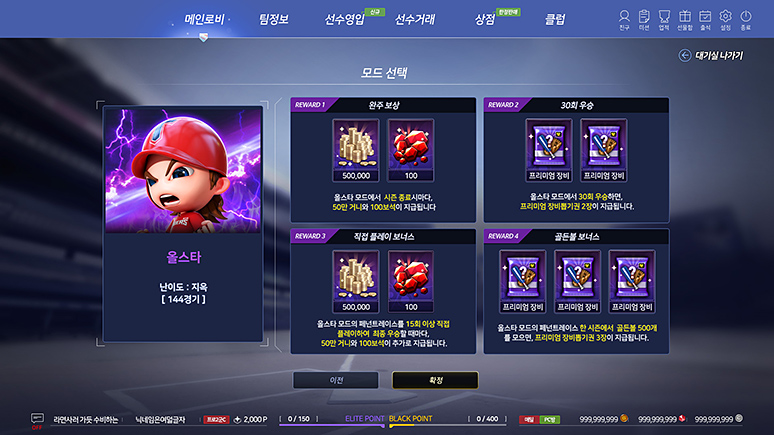 메인로비
팀정보
선수영입
신규
선수거래
상점
한정판매
클럽
친구
미션
업적
선물함
출석
설정
종료
대기실 나가기
모드 선택
올스타
난이도 : 지옥
[ 144경기 ]
REWARD 1
완주 보상
500,000
100
올스타 모드에서 시즌 종료시마다,
50만 거니와 100보석이 지급됩니다
REWARD 2
30회 우승
프리미엄 장비
프리미엄 장비
올스타 모드에서 30회 우승하면,
프리미엄 장비뽑기권 2장이 지급됩니다.
REWARD 3
직접 플레이 보너스
500,000
100
올스타 모드의 페넌트레이스를 15회 이상 직접
플레이하여 최종 우승할 때마다,
50만 거니와 100보석이 추가로 지급됩니다.
REWARD 4
골든볼 보너스
프리미엄 장비
프리미엄 장비
프리미엄 장비
올스타 모드의 페넌트레이스 한 시즌에서 골든볼 500개
를 모으면, 프리미엄 장비뽑기권 3장이 지급됩니다.
이전
확정
OFF
라면사러 가듯 수비하는
닉네임은여덟글자
프로2군C
2,000 P
0 / 150
ELITE POINT
BLACK POINT
0 / 400
PC방
999,999,999
999,999,999
999,999,999